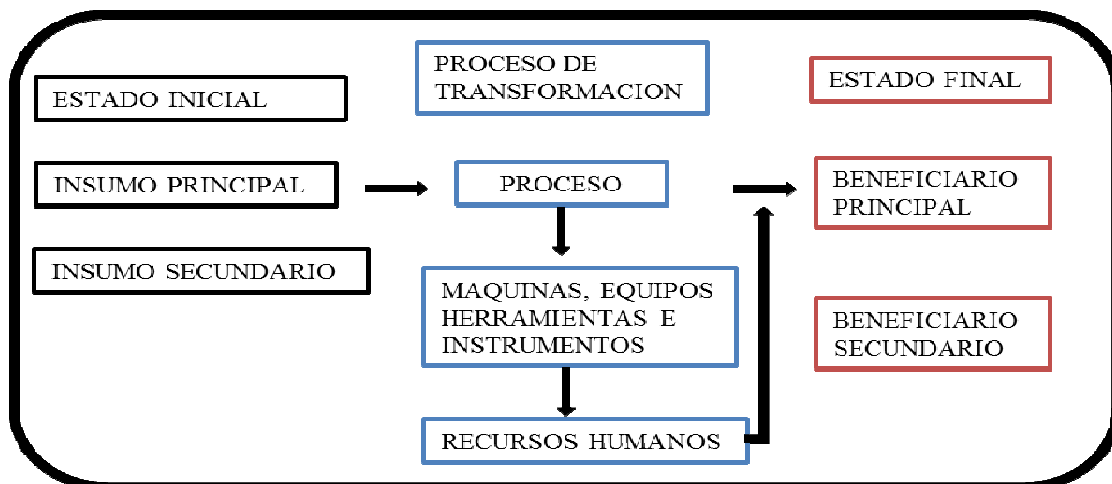 ESTADO INICIAL
PROCESO DE
TRANSFORMACION
ESTADO FINAL
INSUMO PRINCIPAL
PROCESO
BENEFICIARIO
PRINCIPAL
INSUMO SECUNDARIO
MAQUINAS, EQUIPOS
HERRAMIENTAS E
INSTRUMENTOS
BENEFICIARIO
SECUNDARIO
RECURSOS HUMANOS